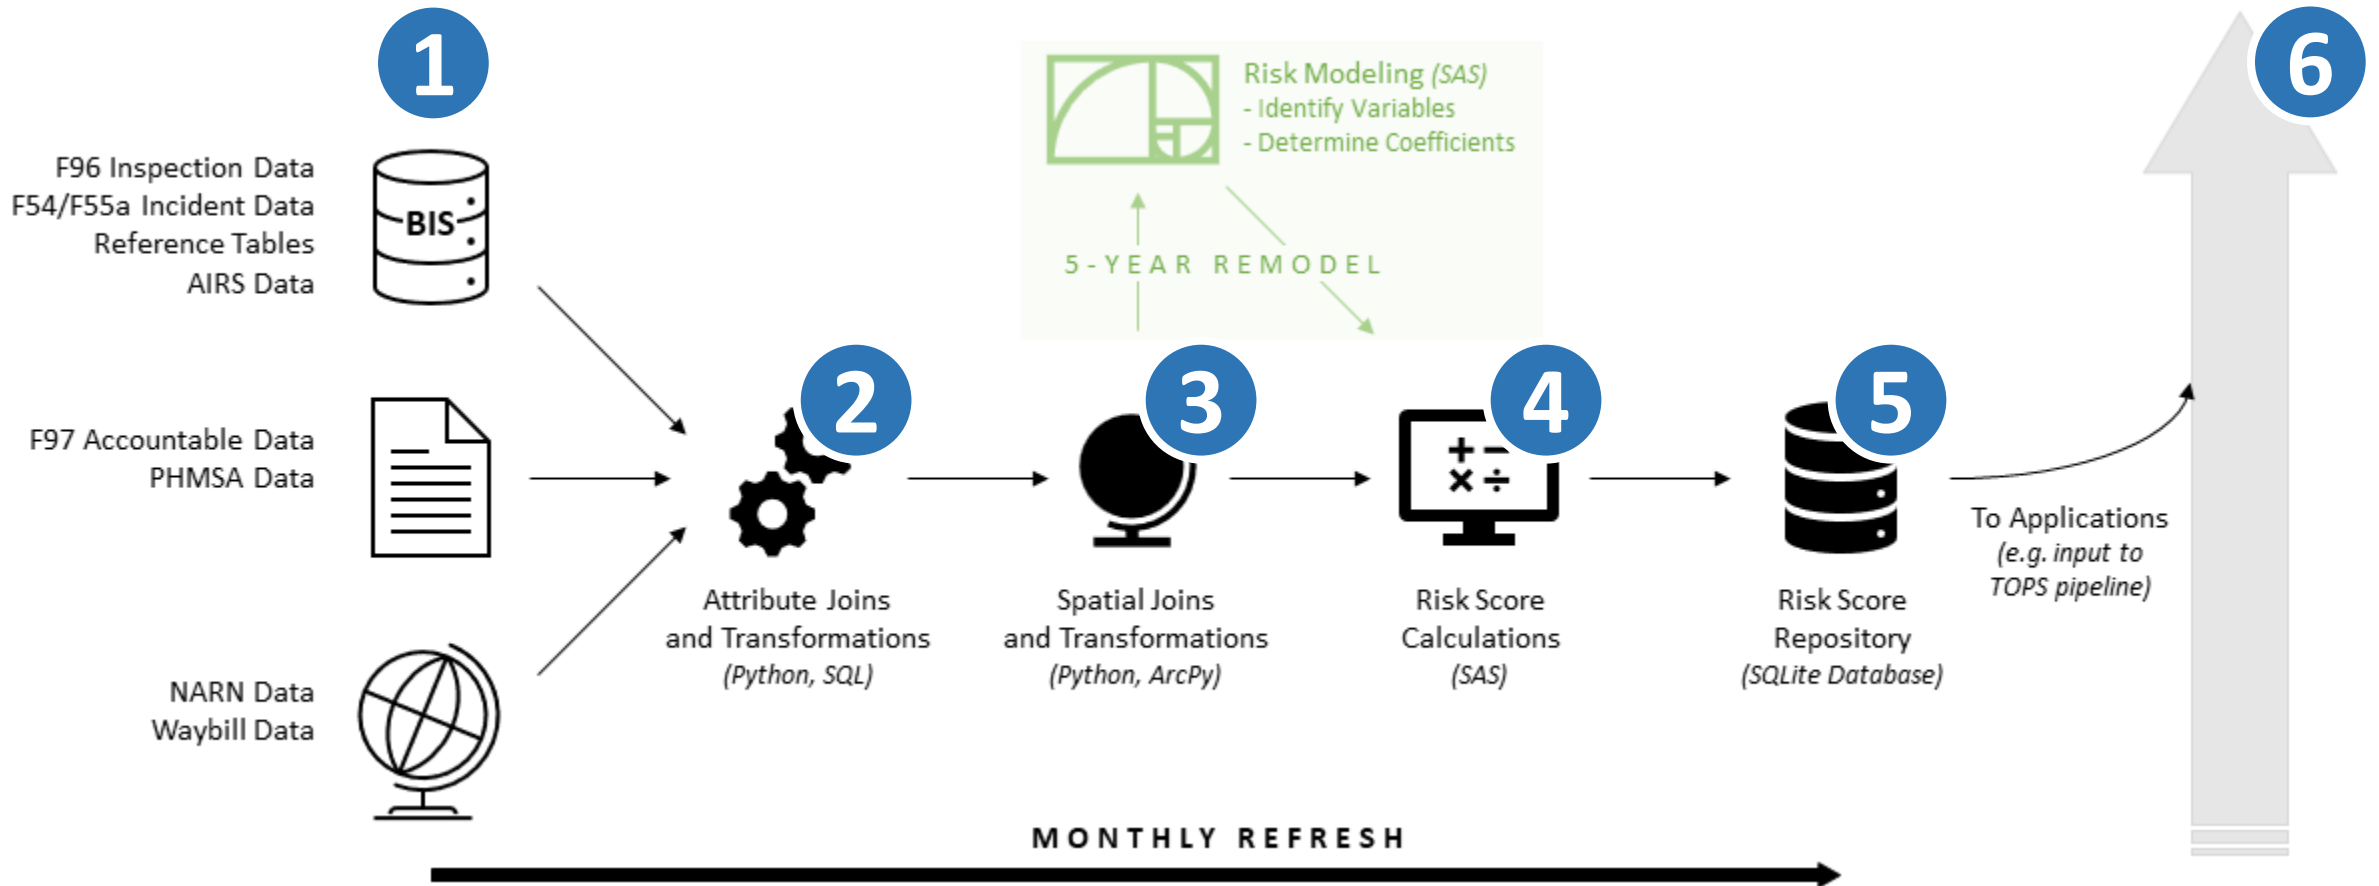 1
F96 Inspection Data
F54/F55a Incident Data
Reference Tables
AIRS Data
BIS
F97 Accountable Data
PHMSA Data
NARN Data
Waybill Data
2
Attribute Joins
and Transformations
(Python, SQL)
Risk Modeling (SAS)
- Identify Variables
- Determine Coefficients
5-YEAR REMODEL
3
Spatial Joins
and Transformations
(Python, ArcPy)
4
+ −
× ÷
Risk Score
Calculations
(SAS)
5
Risk Score
Repository
(SQLite Database)
6
To Applications
(e.g. input to
TOPS pipeline)
MONTHLY REFRESH